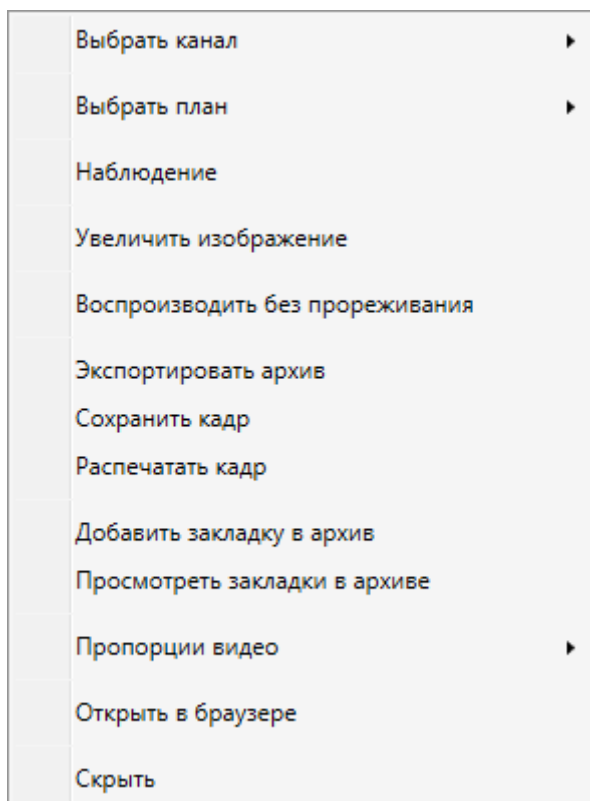 Выбрать канал
Выбрать план
Наблюдение
Увеличить изображение
Воспроизводить без прореживания
Экспортировать архив
Сохранить кадр
Распечатать кадр
Добавить закладку в архив
Просмотреть закладки в архиве
Пропорции видео
Открыть в браузере
Скрыть